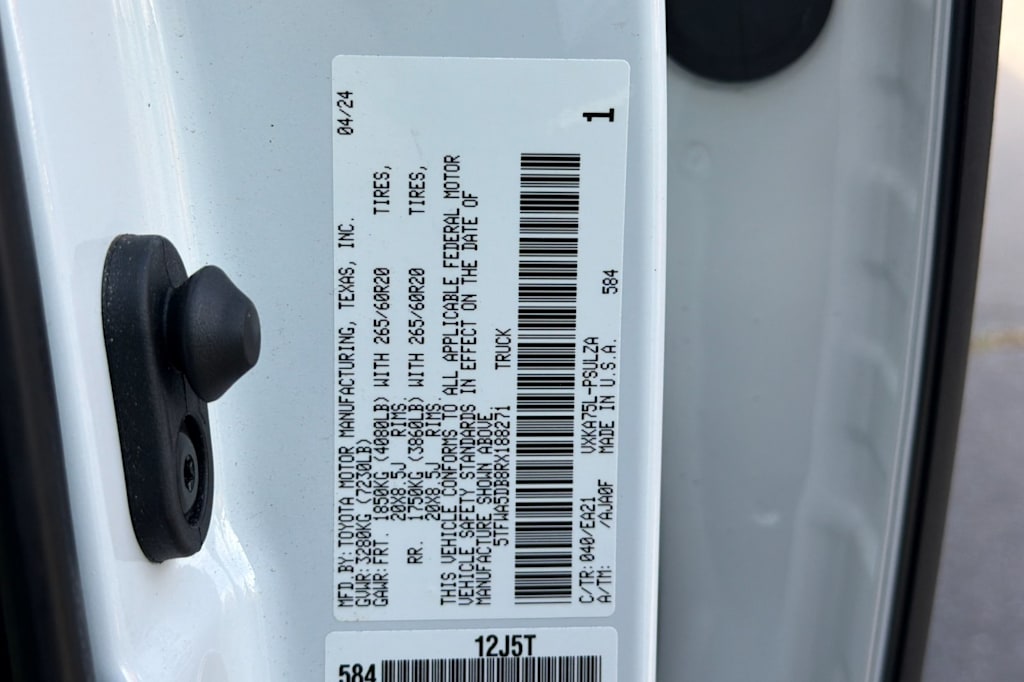 MFD.BY:TOYOTA MOTOR MANUFACTURING, TEXAS, INC. 04/24
GVWR:3280KG (7230LB)
GAWR:FRT. 1850KG (4080LB) WITH 265/60R20 TIRES,
20X8.5J RIMS,
RR. 1750KG (3860LB) WITH 265/60R20 TIRES,
20X8.5J RIMS.
THIS VEHICLE CONFORMS TO ALL APPLICABLE FEDERAL MOTOR
VEHICLE SAFETY STANDARDS IN EFFECT ON THE DATE OF
MANUFACTURE SHOWN ABOVE.
5TFWA5DB8RX188271 TRUCK
C/TR:040/EA21 VXKA75L-PSULZA
A/TM: /AJA0F MADE IN U.S.A. 584
1
12J5T
584